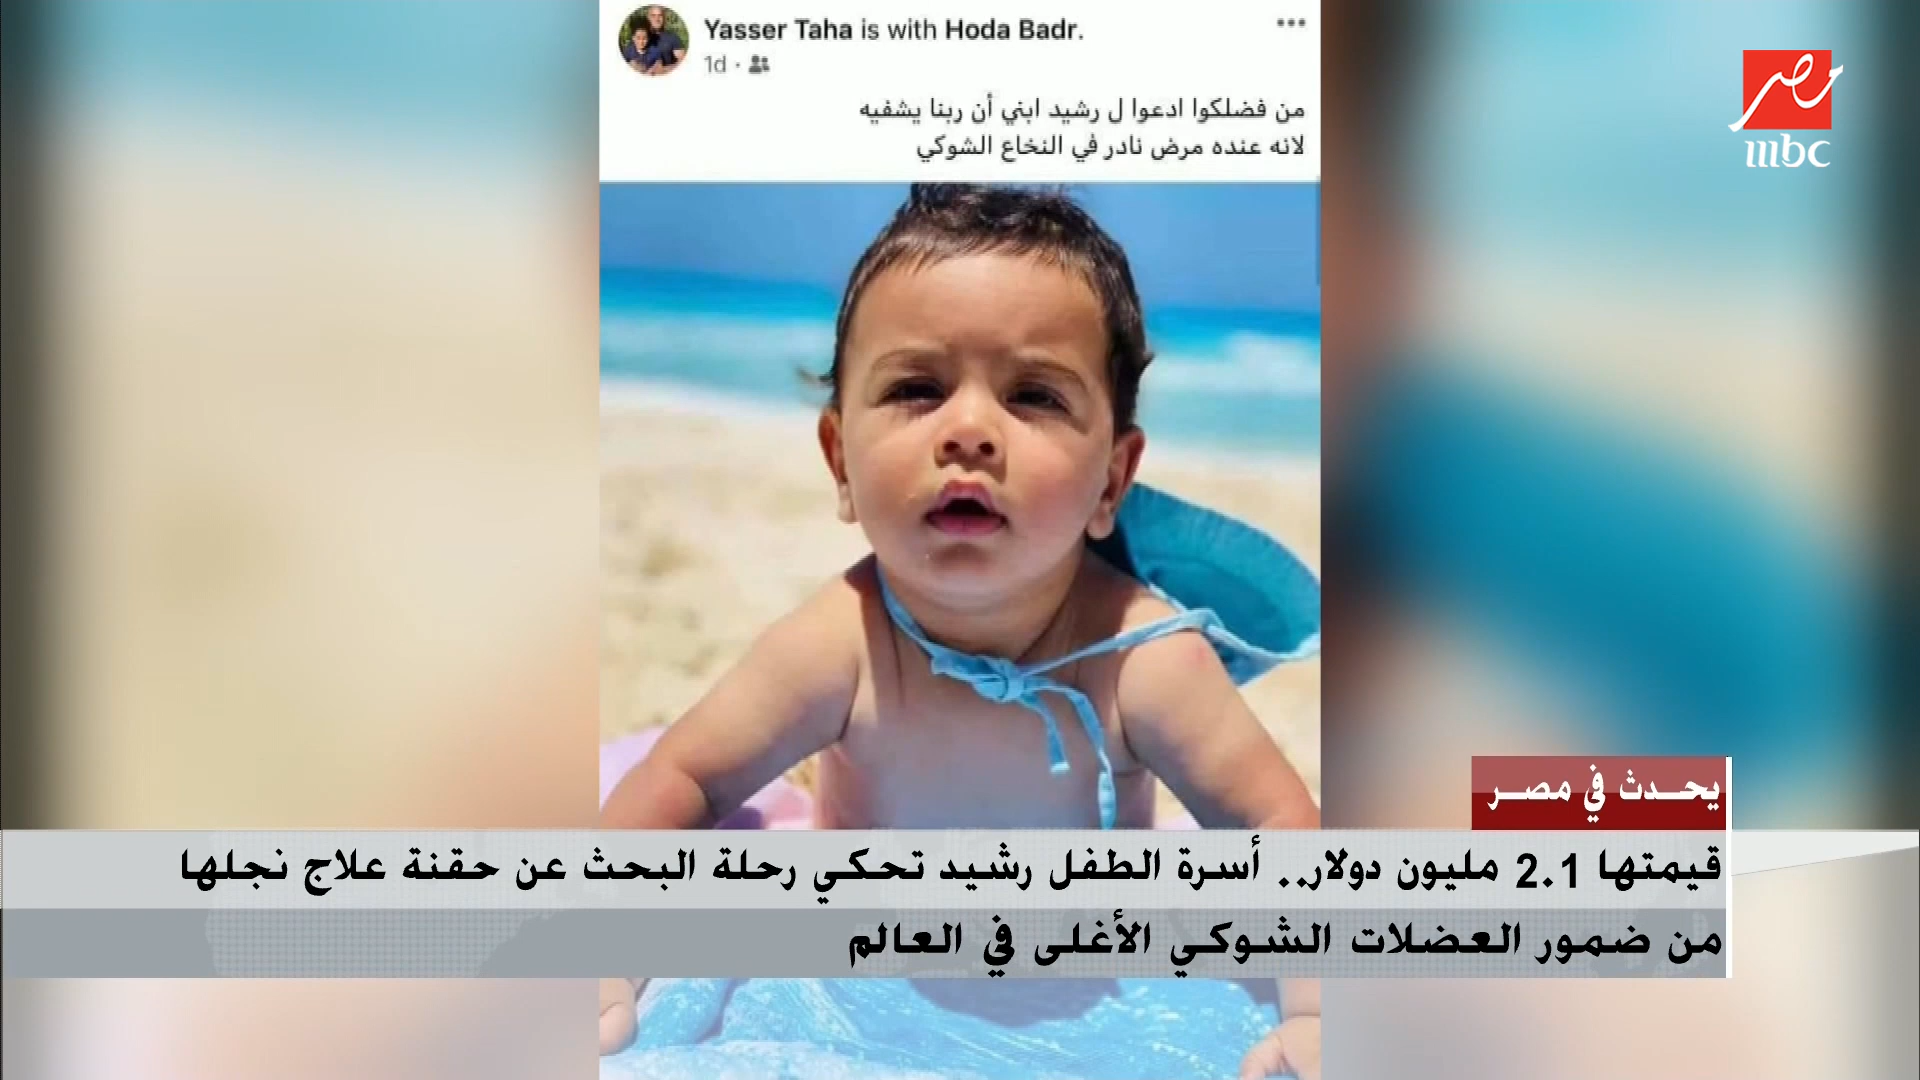 Yasser Taha is with Hoda Badr.
1d
من فضلكوا ادعوا ل رشيد ابني أن ربنا يشفيه
لانه عنده مرض نادر في النخاع الشوكي
مصر
mbc
يحدث في مصر
قيمتها 2.1 مليون دولار.. أسرة الطفل رشيد تحكي رحلة البحث عن حقنة علاج نجلها
من ضمور العضلات الشوكي الأغلى في العالم